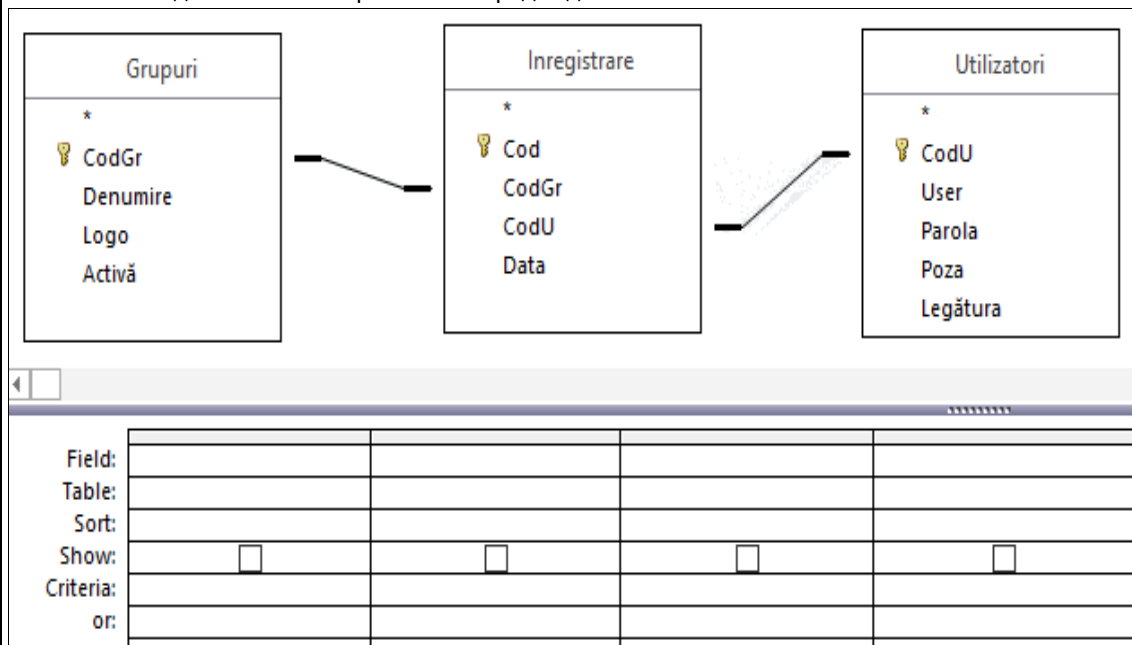 Grupuri
*
CodGr
Denumire
Logo
Activă
Inregistrare
*
Cod
CodGr
CodU
Data
Utilizatori
*
CodU
User
Parola
Poza
Legătura
Field:
Table:
Sort:
Show:
Criteria:
or: